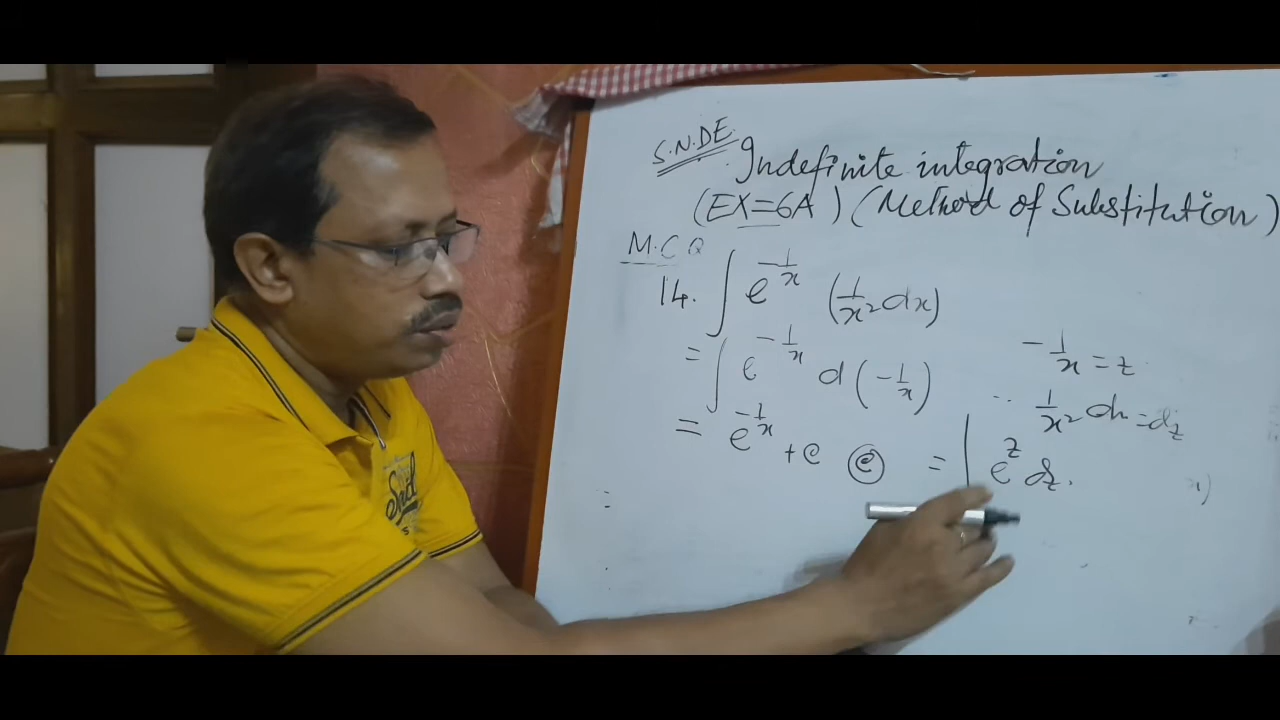 S.N.DE.
Indefinite integration
(EX=6A) (Method of Substitution)
M.C.Q
14. ∫ e^{-1/x} (1/x² dx)
= ∫ e^{-1/x} d(-1/x)
= e^{-1/x} + c ⓒ
-1/x = z
∴ 1/x² dx = dz
= ∫ e^z dz.